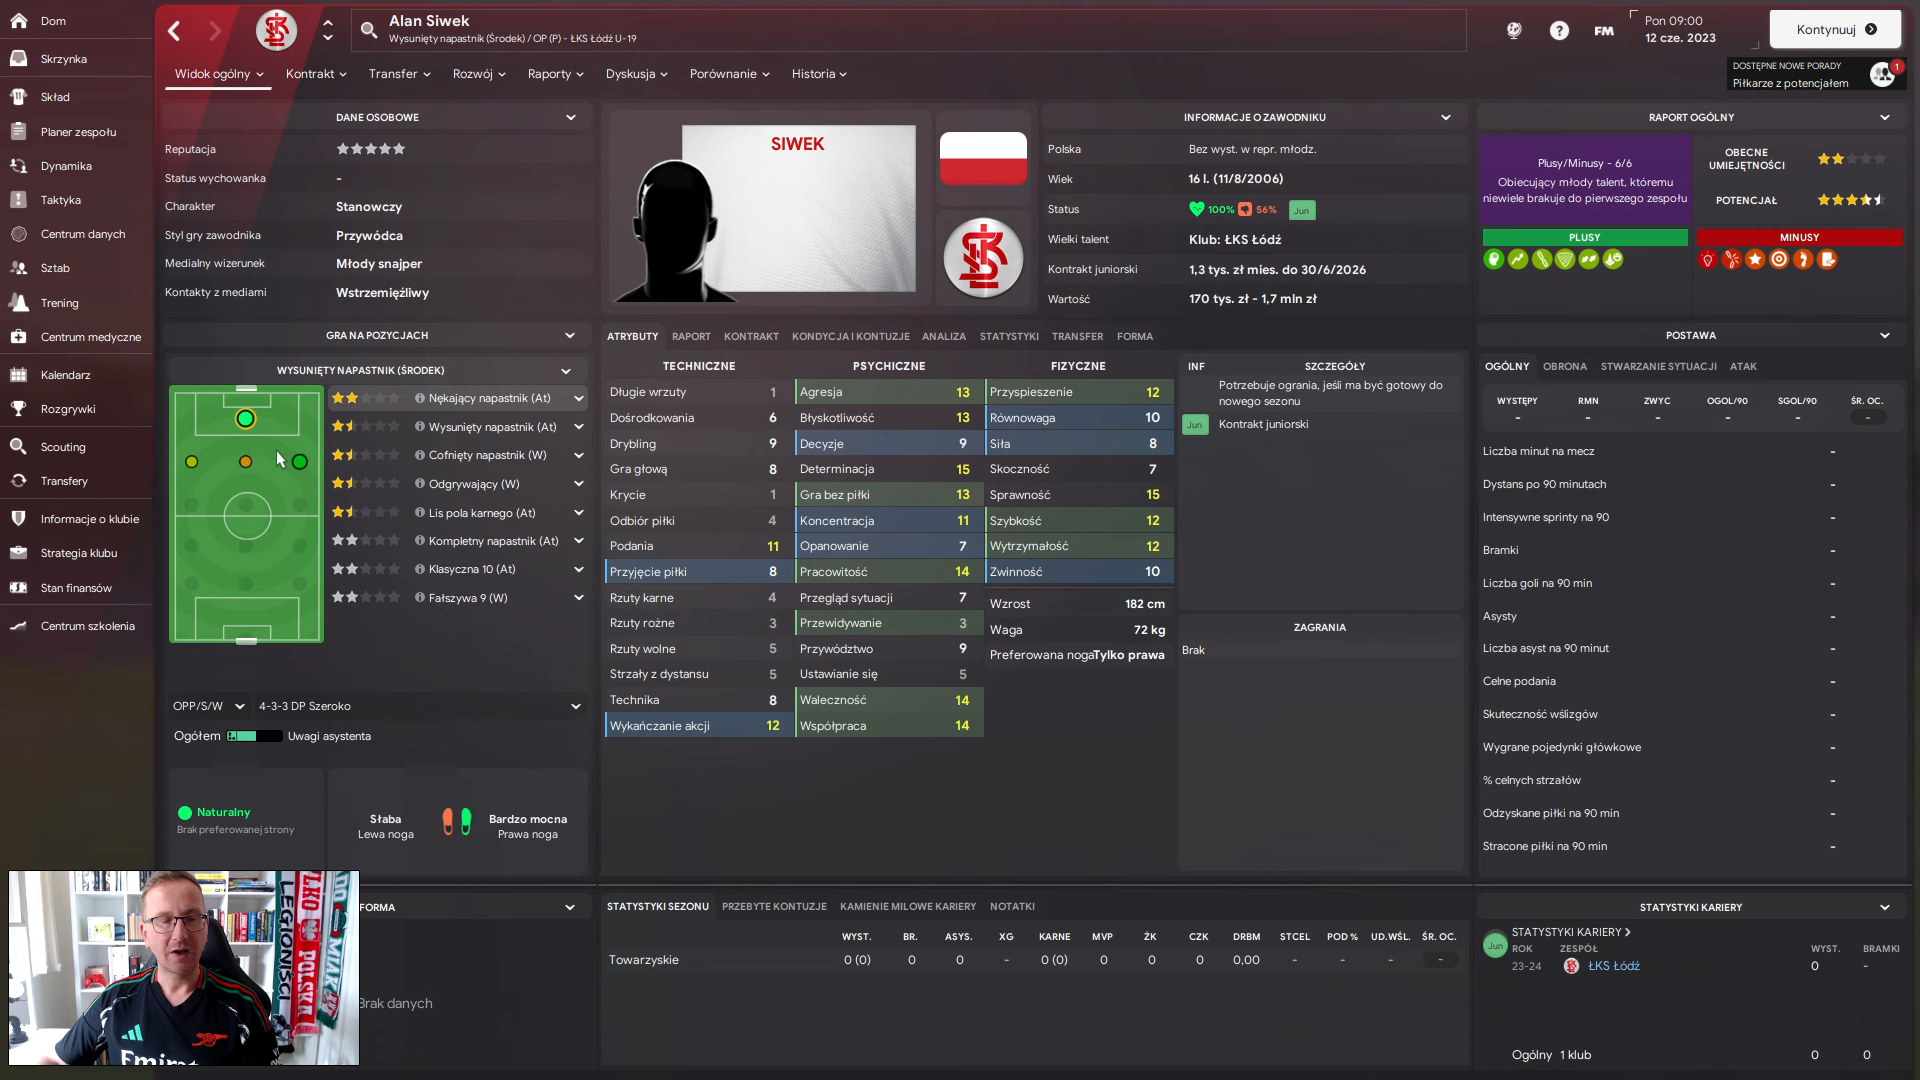 Dom
Skrzynka
Skład
Planer zespołu
Dynamika
Taktyka
Centrum danych
Sztab
Trening
Centrum medyczne
Kalendarz
Rozgrywki
Scouting
Transfery
Informacje o klubie
Strategia klubu
Stan finansów
Centrum szkolenia
Alan Siwek
Wysunięty napastnik (Środek) / OP (P) - ŁKS Łódź U-19
FM
Pon 09:00
12 cze. 2023
Kontynuuj
Widok ogólny
Kontrakt
Transfer
Rozwój
Raporty
Dyskusja
Porównanie
Historia
DOSTĘPNE NOWE PORADY
Piłkarze z potencjałem
1
DANE OSOBOWE
Reputacja
Status wychowanka -
Charakter Stanowczy
Styl gry zawodnika Przywódca
Medialny wizerunek Młody snajper
Kontakty z mediami Wstrzemięźliwy
SIWEK
INFORMACJE O ZAWODNIKU
Polska Bez wyst. w repr. młodz.
Wiek 16 l. (11/8/2006)
Status 100% 56% Jun
Wielki talent Klub: ŁKS Łódź
Kontrakt juniorski 1,3 tys. zł mies. do 30/6/2026
Wartość 170 tys. zł - 1,7 mln zł
RAPORT OGÓLNY
Plusy/Minusy - 6/6
Obiecujący młody talent, któremu
niewiele brakuje do pierwszego zespołu
OBECNE
UMIEJĘTNOŚCI
POTENCJAŁ
PLUSY
MINUSY
GRA NA POZYCJACH
WYSUNIĘTY NAPASTNIK (ŚRODEK)
Nękający napastnik (At)
Wysunięty napastnik (At)
Cofnięty napastnik (W)
Odgrywający (W)
Lis pola karnego (At)
Kompletny napastnik (At)
Klasyczna 10 (At)
Fałszywa 9 (W)
OPP/S/W 4-3-3 DP Szeroko
Ogółem Uwagi asystenta
Naturalny
Brak preferowanej strony
Słaba
Lewa noga
Bardzo mocna
Prawa noga
ATRYBUTY
RAPORT
KONTRAKT
KONDYCJA I KONTUZJE
ANALIZA
STATYSTYKI
TRANSFER
FORMA
TECHNICZNE
Długie wrzuty 1
Dośrodkowania 6
Drybling 9
Gra głową 8
Krycie 1
Odbiór piłki 4
Podania 11
Przyjęcie piłki 8
Rzuty karne 4
Rzuty rożne 3
Rzuty wolne 5
Strzały z dystansu 5
Technika 8
Wykańczanie akcji 12
PSYCHICZNE
Agresja 13
Błyskotliwość 13
Decyzje 9
Determinacja 15
Gra bez piłki 13
Koncentracja 11
Opanowanie 7
Pracowitość 14
Przegląd sytuacji 7
Przewidywanie 3
Przywództwo 9
Ustawianie się 5
Waleczność 14
Współpraca 14
FIZYCZNE
Przyspieszenie 12
Równowaga 10
Siła 8
Skoczność 7
Sprawność 15
Szybkość 12
Wytrzymałość 12
Zwinność 10
Wzrost 182 cm
Waga 72 kg
Preferowana noga Tylko prawa
INF SZCZEGÓŁY
Potrzebuje ogrania, jeśli ma być gotowy do
nowego sezonu
Jun Kontrakt juniorski
ZAGRANIA
Brak
POSTAWA
OGÓLNY
OBRONA
STWARZANIE SYTUACJI
ATAK
WYSTĘPY RMN ZWYC OGOL/90 SGOL/90 ŚR. OC.
- - - - - -
Liczba minut na mecz -
Dystans po 90 minutach -
Intensywne sprinty na 90 -
Bramki -
Liczba goli na 90 min -
Asysty -
Liczba asyst na 90 minut -
Celne podania -
Skuteczność wślizgów -
Wygrane pojedynki główkowe -
% celnych strzałów -
Odzyskane piłki na 90 min -
Stracone piłki na 90 min -
FORMA
Brak danych
LEGIONIŚCI
POLSKA
STATYSTYKI SEZONU
PRZEBYTE KONTUZJE
KAMIENIE MILOWE KARIERY
NOTATKI
WYST. BR. ASYS. XG KARNE MVP ŻK CZK DRBM STCEL POD % UD.WŚL. ŚR. OC.
Towarzyskie 0 (0) 0 0 - 0 (0) 0 0 0 0,00 - - - -
STATYSTYKI KARIERY
Jun
STATYSTYKI KARIERY
ROK ZESPÓŁ WYST. BRAMKI
23-24 ŁKS Łódź 0 -
Ogólny 1 klub 0 0